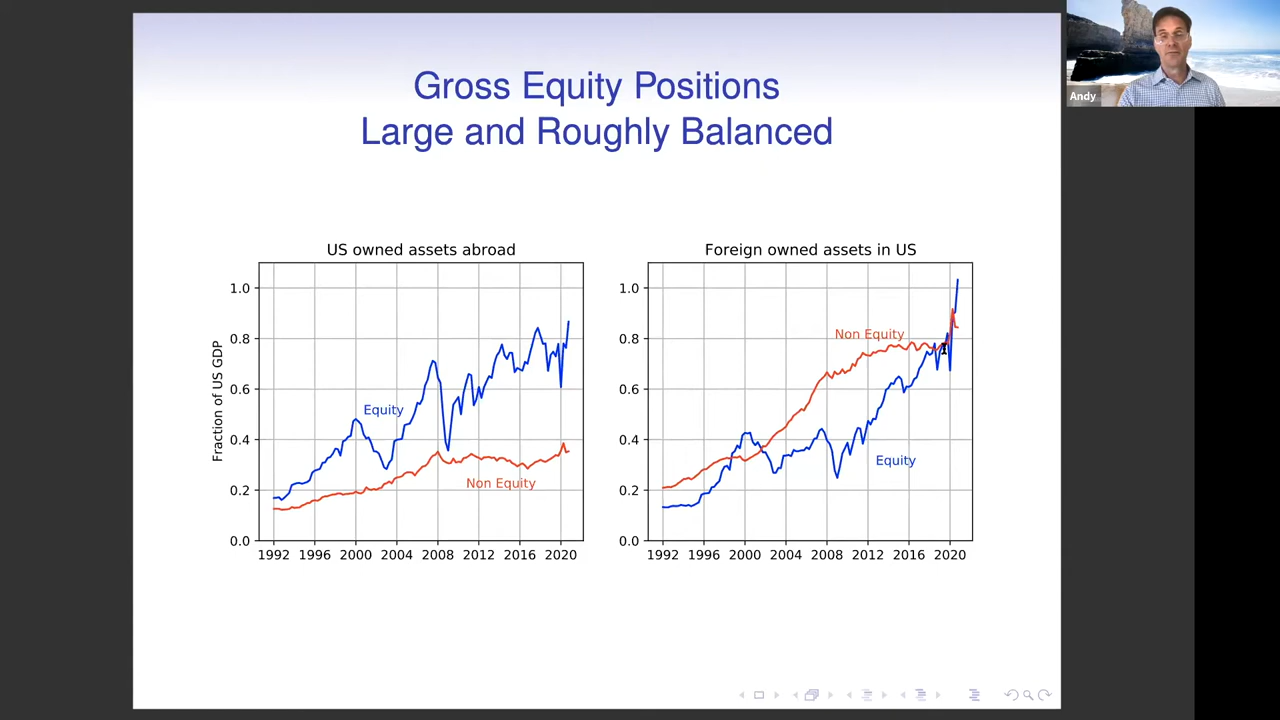 Gross Equity Positions
Large and Roughly Balanced
Andy
US owned assets abroad
Fraction of US GDP
1.0
0.8
0.6
0.4
0.2
0.0
Equity
Non Equity
1992 1996 2000 2004 2008 2012 2016 2020
Foreign owned assets in US
1.0
0.8
0.6
0.4
0.2
0.0
Non Equity
Equity
1992 1996 2000 2004 2008 2012 2016 2020